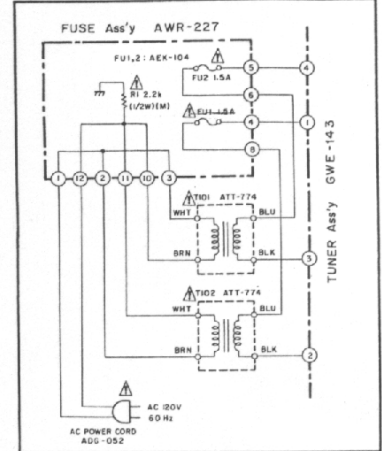 FUSE Ass'y AWR-227
FU1,2 : AEK-104
FU2 1.5A
R1 2.2k
(1/2W)(M)
FU1 1.5A
5
4
6
4
1
8
1 12 2 11 10 3
T101 ATT-774
WHT BLU
BRN BLK
3
TUNER Ass'y GWE-143
T102 ATT-774
WHT BLU
BRN BLK
2
AC 120V
60Hz
AC POWER CORD
ADG-052